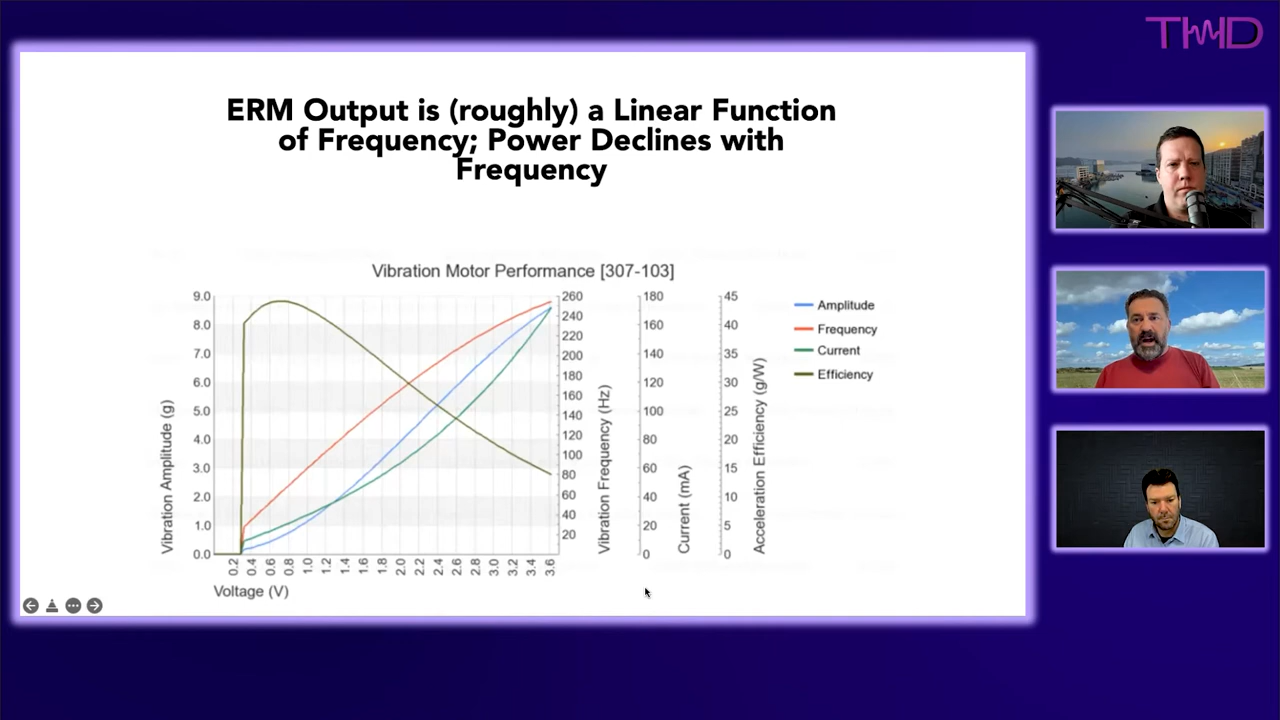 TWD
ERM Output is (roughly) a Linear Function
of Frequency; Power Declines with
Frequency
Vibration Motor Performance [307-103]
Vibration Amplitude (g)
9.0
8.0
7.0
6.0
5.0
4.0
3.0
2.0
1.0
0.0
0.2 0.4 0.6 0.8 1.0 1.2 1.4 1.6 1.8 2.0 2.2 2.4 2.6 2.8 3.0 3.2 3.4 3.6
Voltage (V)
260
240
220
200
180
160
140
120
100
80
60
40
20
Vibration Frequency (Hz)
180
160
140
120
100
80
60
40
20
0
Current (mA)
45
40
35
30
25
20
15
10
5
0
Acceleration Efficiency (g/W)
Amplitude
Frequency
Current
Efficiency